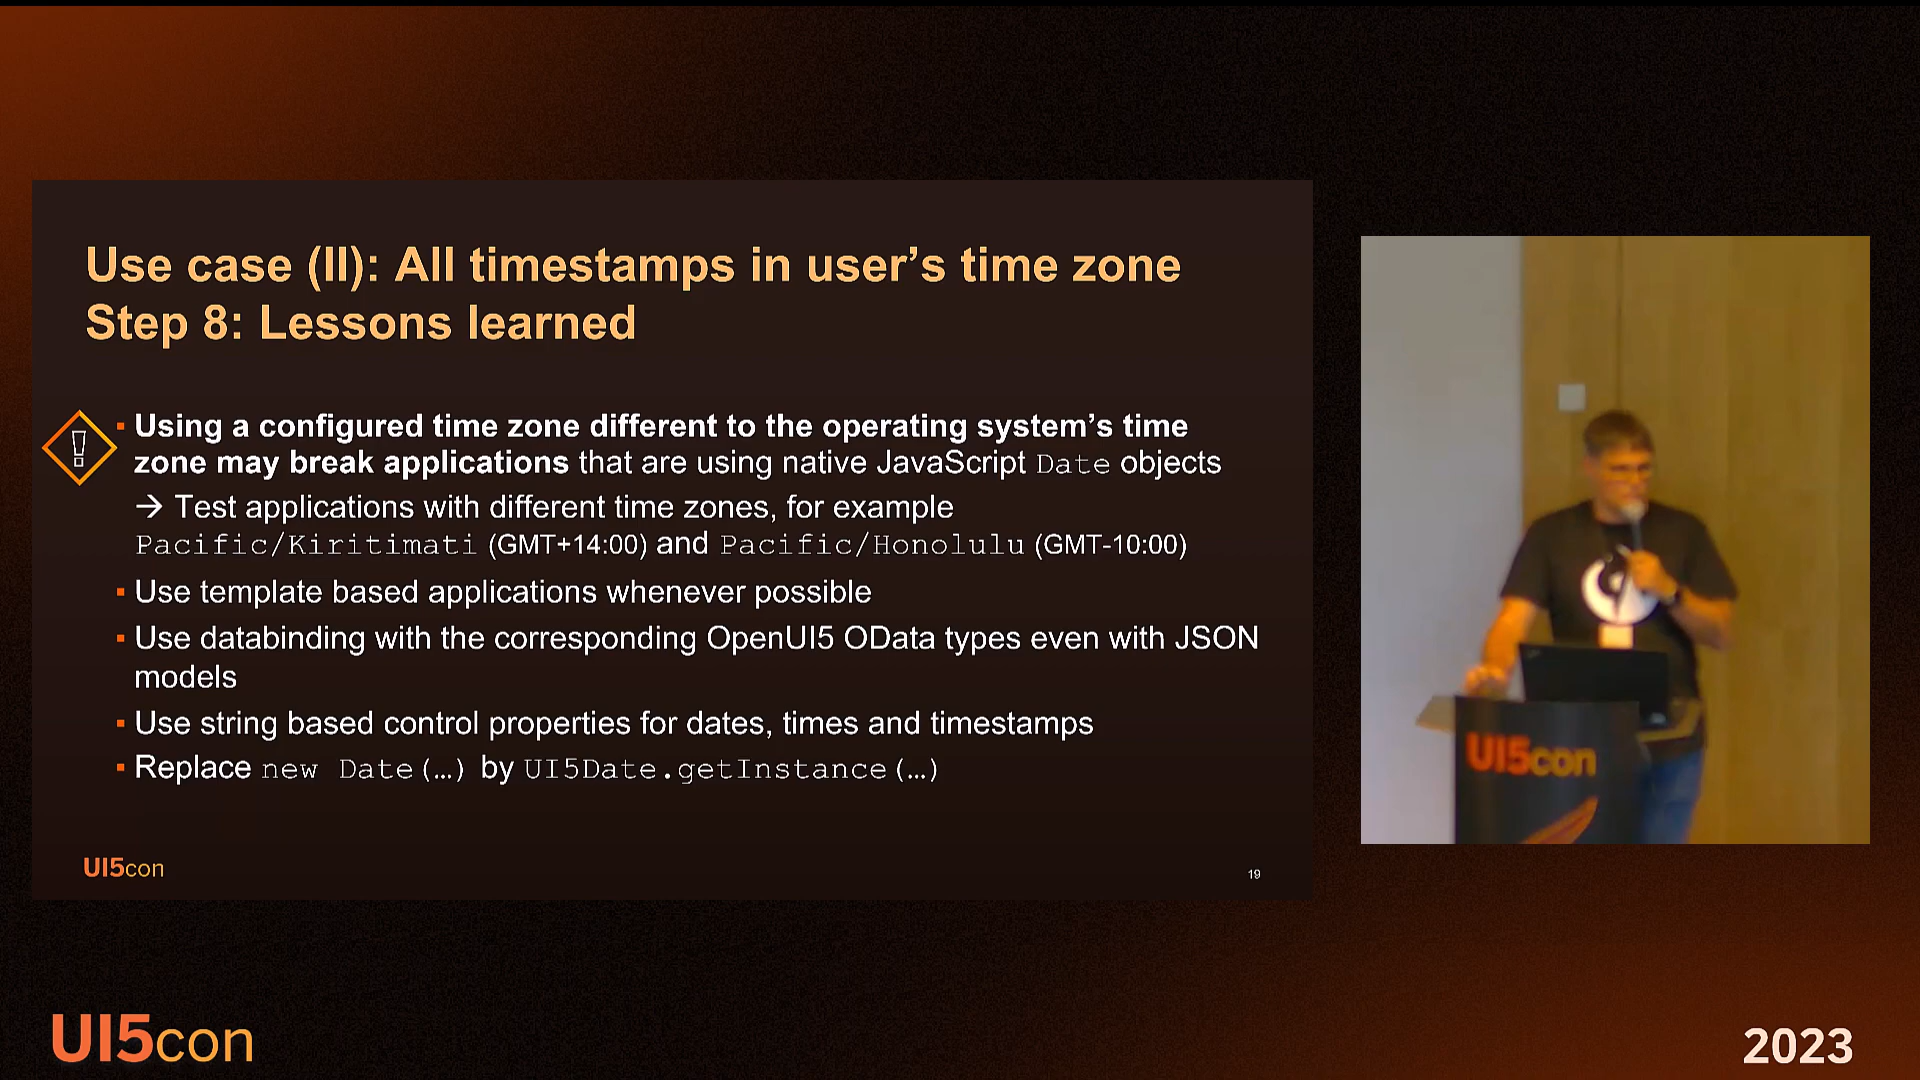 Use case (II): All timestamps in user’s time zone
Step 8: Lessons learned
▪ Using a configured time zone different to the operating system’s time
zone may break applications that are using native JavaScript Date objects
→ Test applications with different time zones, for example
Pacific/Kiritimati (GMT+14:00) and Pacific/Honolulu (GMT-10:00)
▪ Use template based applications whenever possible
▪ Use databinding with the corresponding OpenUI5 OData types even with JSON
models
▪ Use string based control properties for dates, times and timestamps
▪ Replace new Date(…) by UI5Date.getInstance(…)
UI5con
19
UI5con
UI5con
2023